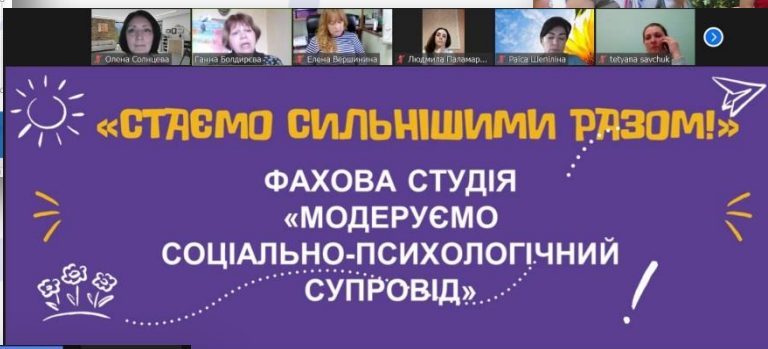 Олена Солнцева
Ганна Болдирєва
Елена Вершинина
Людмила Паламар...
Раїса Шепіліна
tetyana savchuk
«СТАЄМО СИЛЬНІШИМИ РАЗОМ!»
ФАХОВА СТУДІЯ
«МОДЕРУЄМО
СОЦІАЛЬНО-ПСИХОЛОГІЧНИЙ
СУПРОВІД»